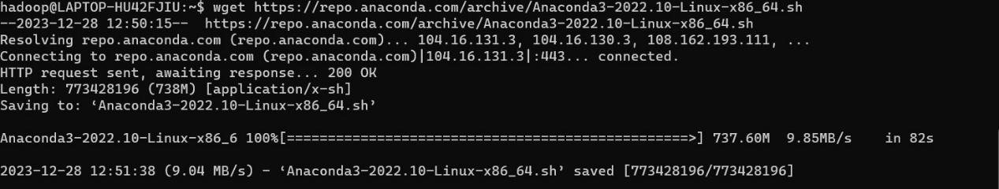 hadoop@LAPTOP-HU42FJIU:~$ wget https://repo.anaconda.com/archive/Anaconda3-2022.10-Linux-x86_64.sh
--2023-12-28 12:50:15--  https://repo.anaconda.com/archive/Anaconda3-2022.10-Linux-x86_64.sh
Resolving repo.anaconda.com (repo.anaconda.com)... 104.16.131.3, 104.16.130.3, 108.162.193.111, ...
Connecting to repo.anaconda.com (repo.anaconda.com)|104.16.131.3|:443... connected.
HTTP request sent, awaiting response... 200 OK
Length: 773428196 (738M) [application/x-sh]
Saving to: ‘Anaconda3-2022.10-Linux-x86_64.sh’
Anaconda3-2022.10-Linux-x86_6 100%[=================================================>] 737.60M  9.85MB/s    in 82s
2023-12-28 12:51:38 (9.04 MB/s) - ‘Anaconda3-2022.10-Linux-x86_64.sh’ saved [773428196/773428196]